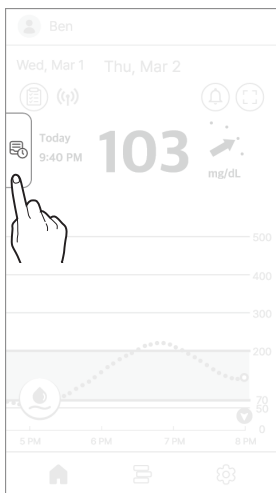 Ben
Wed, Mar 1 Thu, Mar 2
Today
9:40 PM
103
mg/dL
500
400
300
200
70
50
0
5 PM 6 PM 7 PM 8 PM